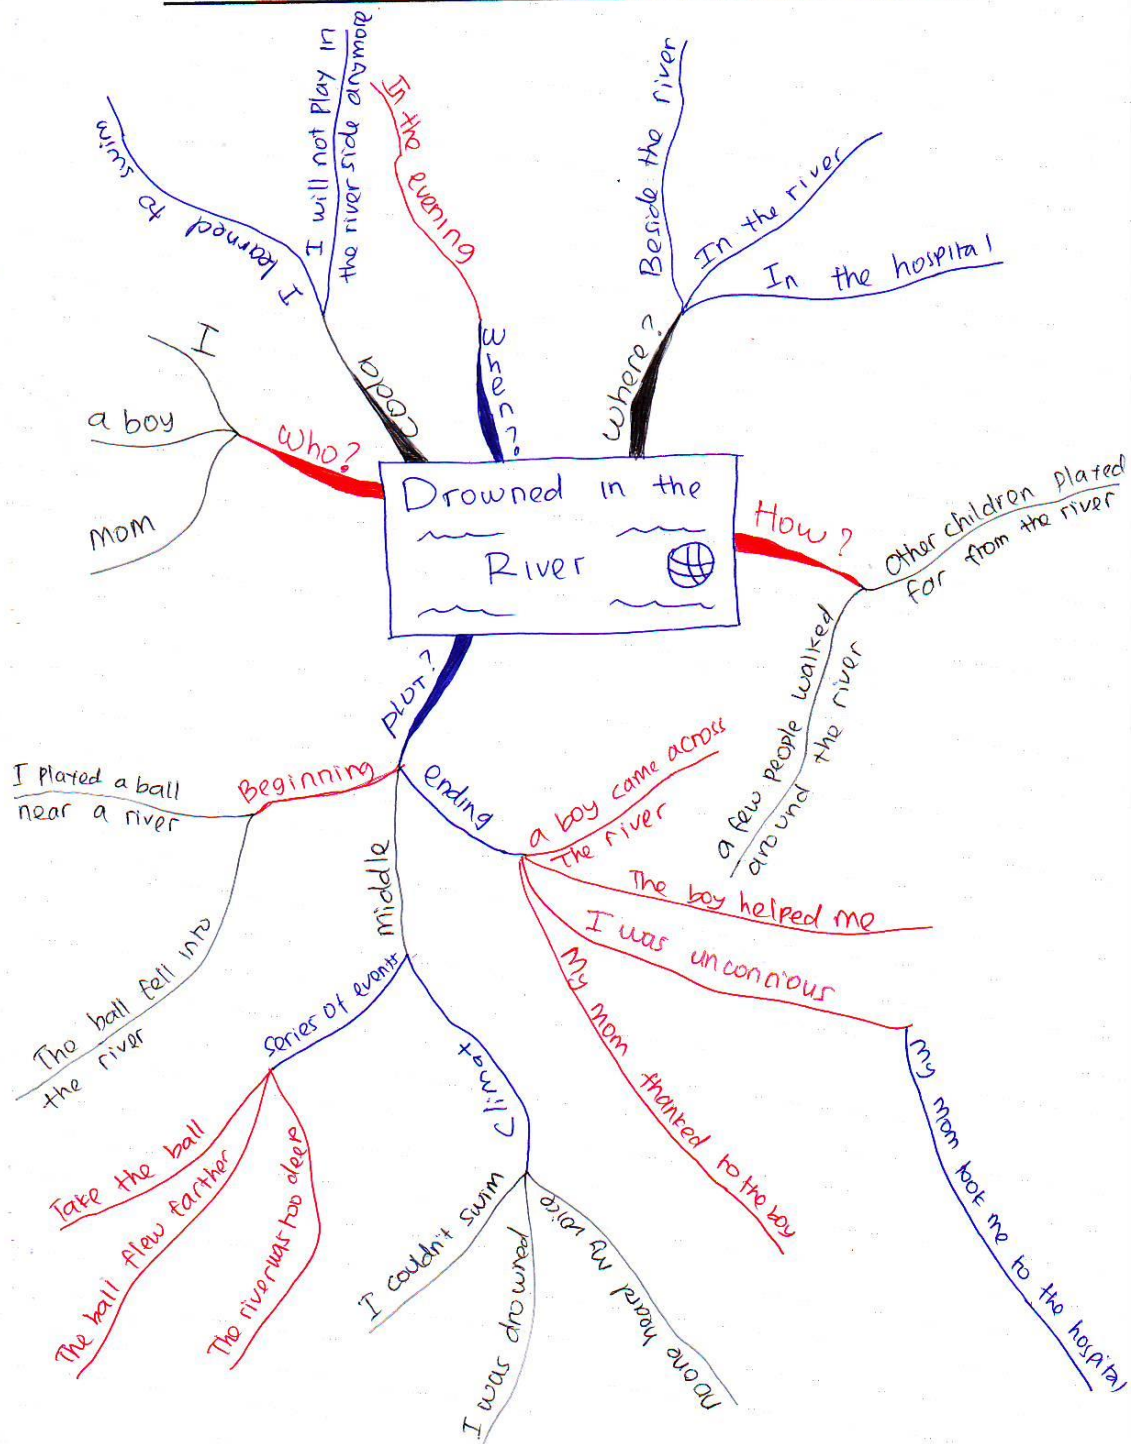 Drowned in the
River
When?
In the evening
Where?
Beside the river
In the river
In the hospital
How?
Other children played
far from the river
a few people walked
around the river
PLOT?
Beginning
I played a ball
near a river
The ball fell into
the river
middle
series of events
Take the ball
The ball flew farther
The river was too deep
Climat
I couldn't swim
I was drowned
no one heard my voice
ending
a boy came across
The river
The boy helped me
I was unconcious
My mom took me to the hospital
My mom thanked to the boy
Who?
I
a boy
mom
Coda
I learned to swim
I will not Play in
the river side anymore